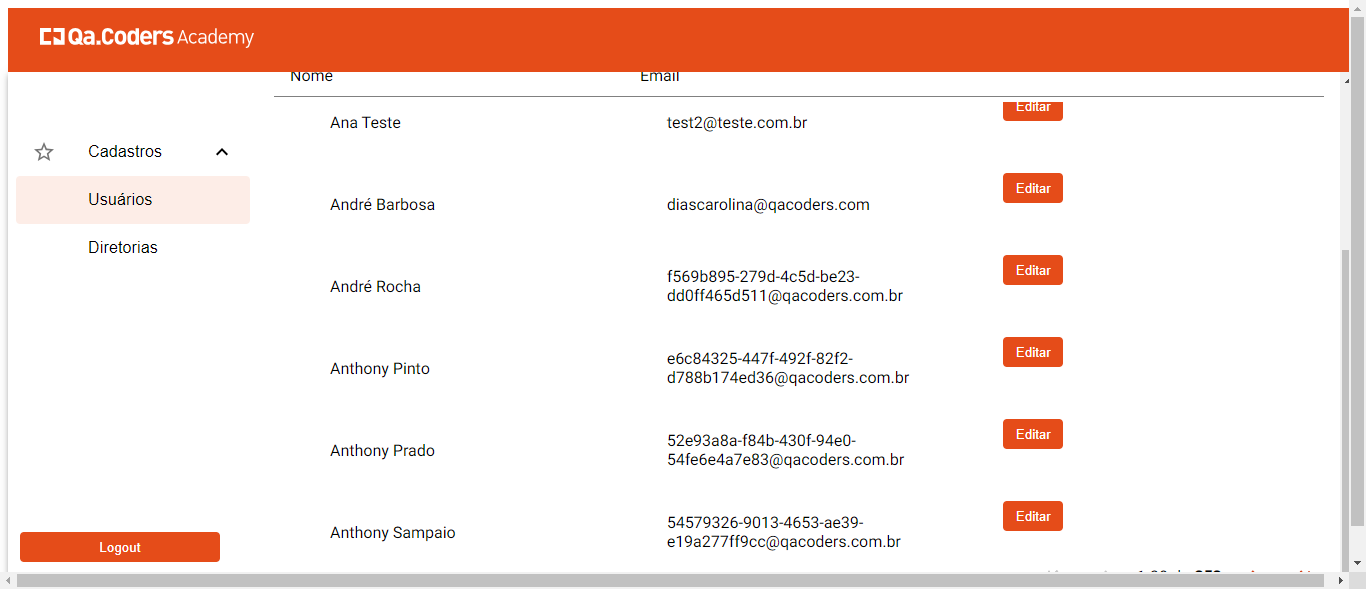 Qa.Coders Academy
Nome Email
Ana Teste test2@teste.com.br Editar
Cadastros
Usuários
Diretorias
André Barbosa diascarolina@qacoders.com Editar
André Rocha f569b895-279d-4c5d-be23-
dd0ff465d511@qacoders.com.br Editar
Anthony Pinto e6c84325-447f-492f-82f2-
d788b174ed36@qacoders.com.br Editar
Anthony Prado 52e93a8a-f84b-430f-94e0-
54fe6e4a7e83@qacoders.com.br Editar
Anthony Sampaio 54579326-9013-4653-ae39-
e19a277ff9cc@qacoders.com.br Editar
Logout